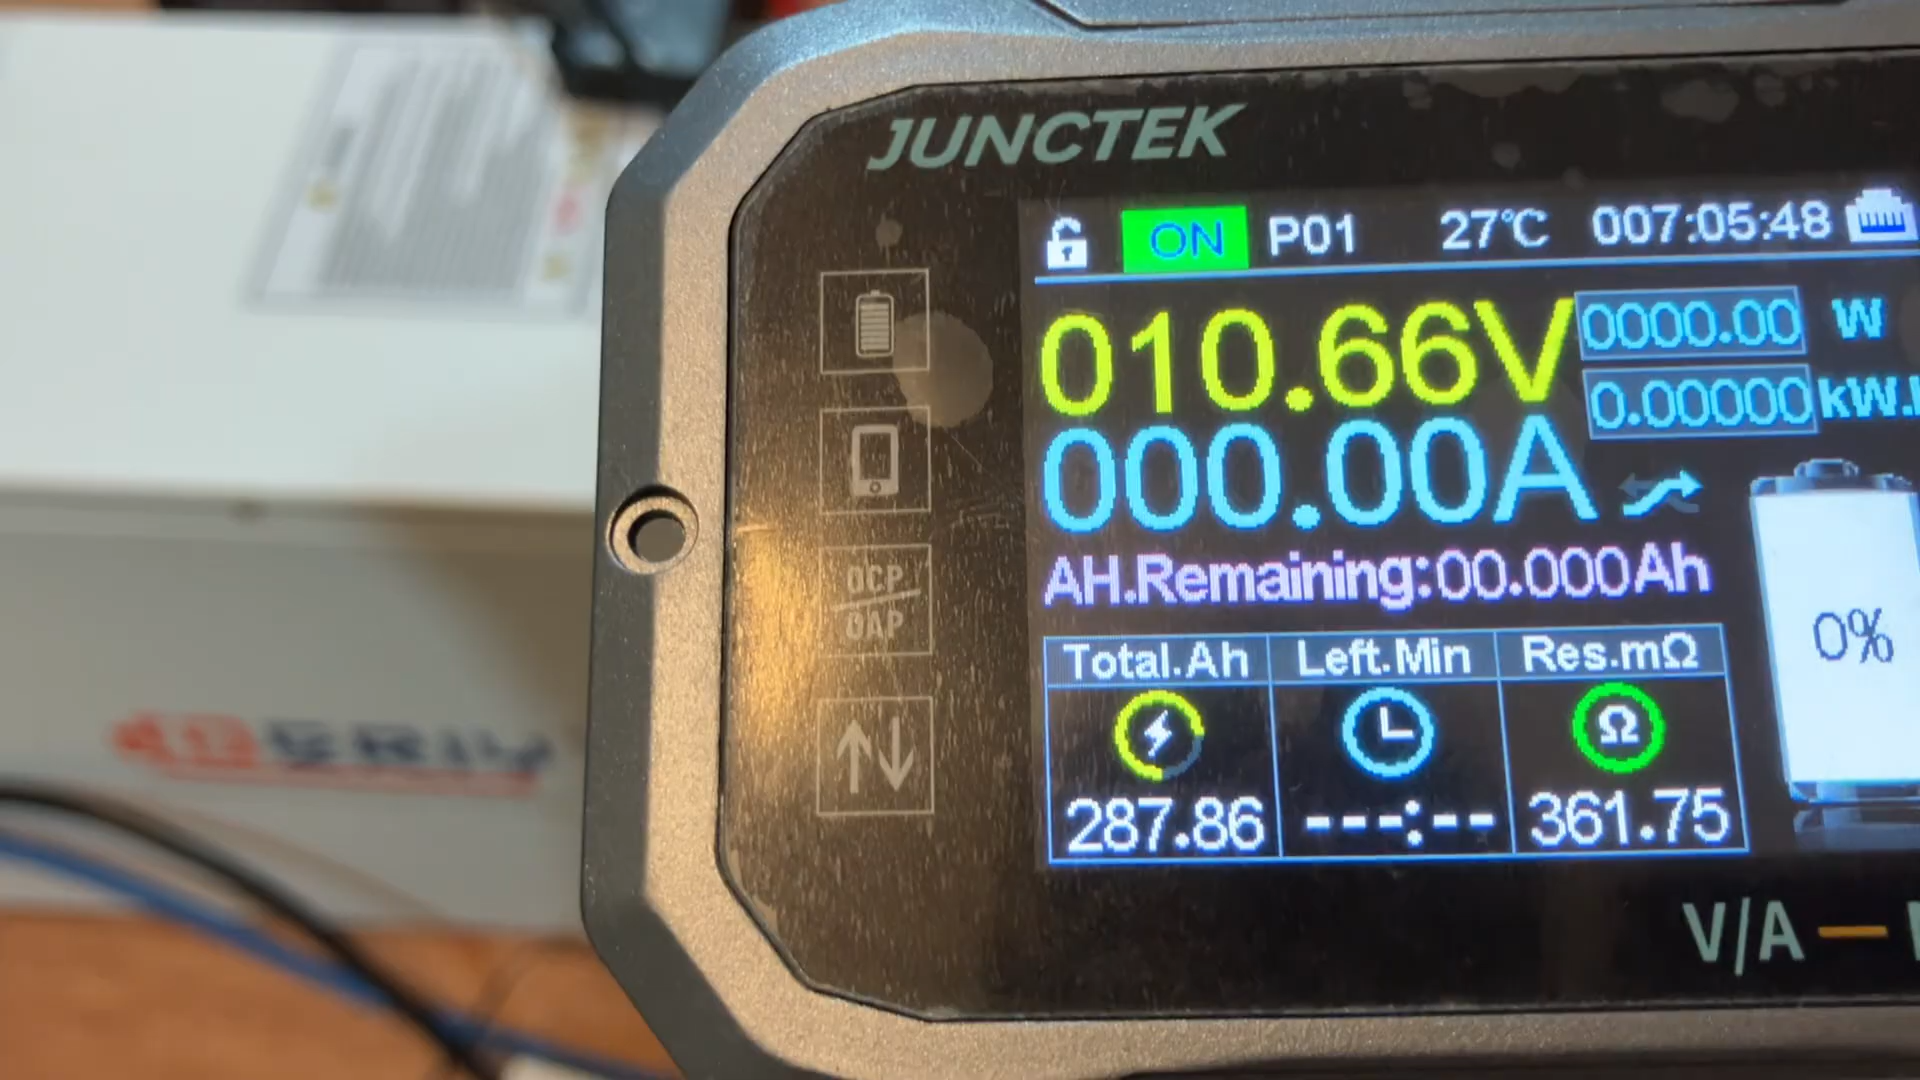 JUNCTEK
ON P01 27℃ 007:05:48
010.66V 0000.00 W
0.00000 kW.
000.00A
AH.Remaining:00.000Ah
0%
OCP
OAP
Total.Ah Left.Min Res.mΩ
Ω
287.86 ---:-- 361.75
V/A —